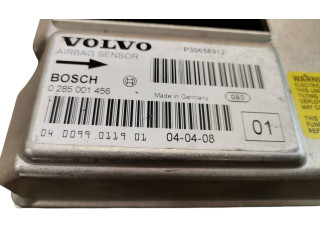 VOLVO
P30658912
AIRBAG SENSOR
BOSCH
0 285 001 456
Made in Germany
GBS
04 0099 0119 01
04-04-08
01